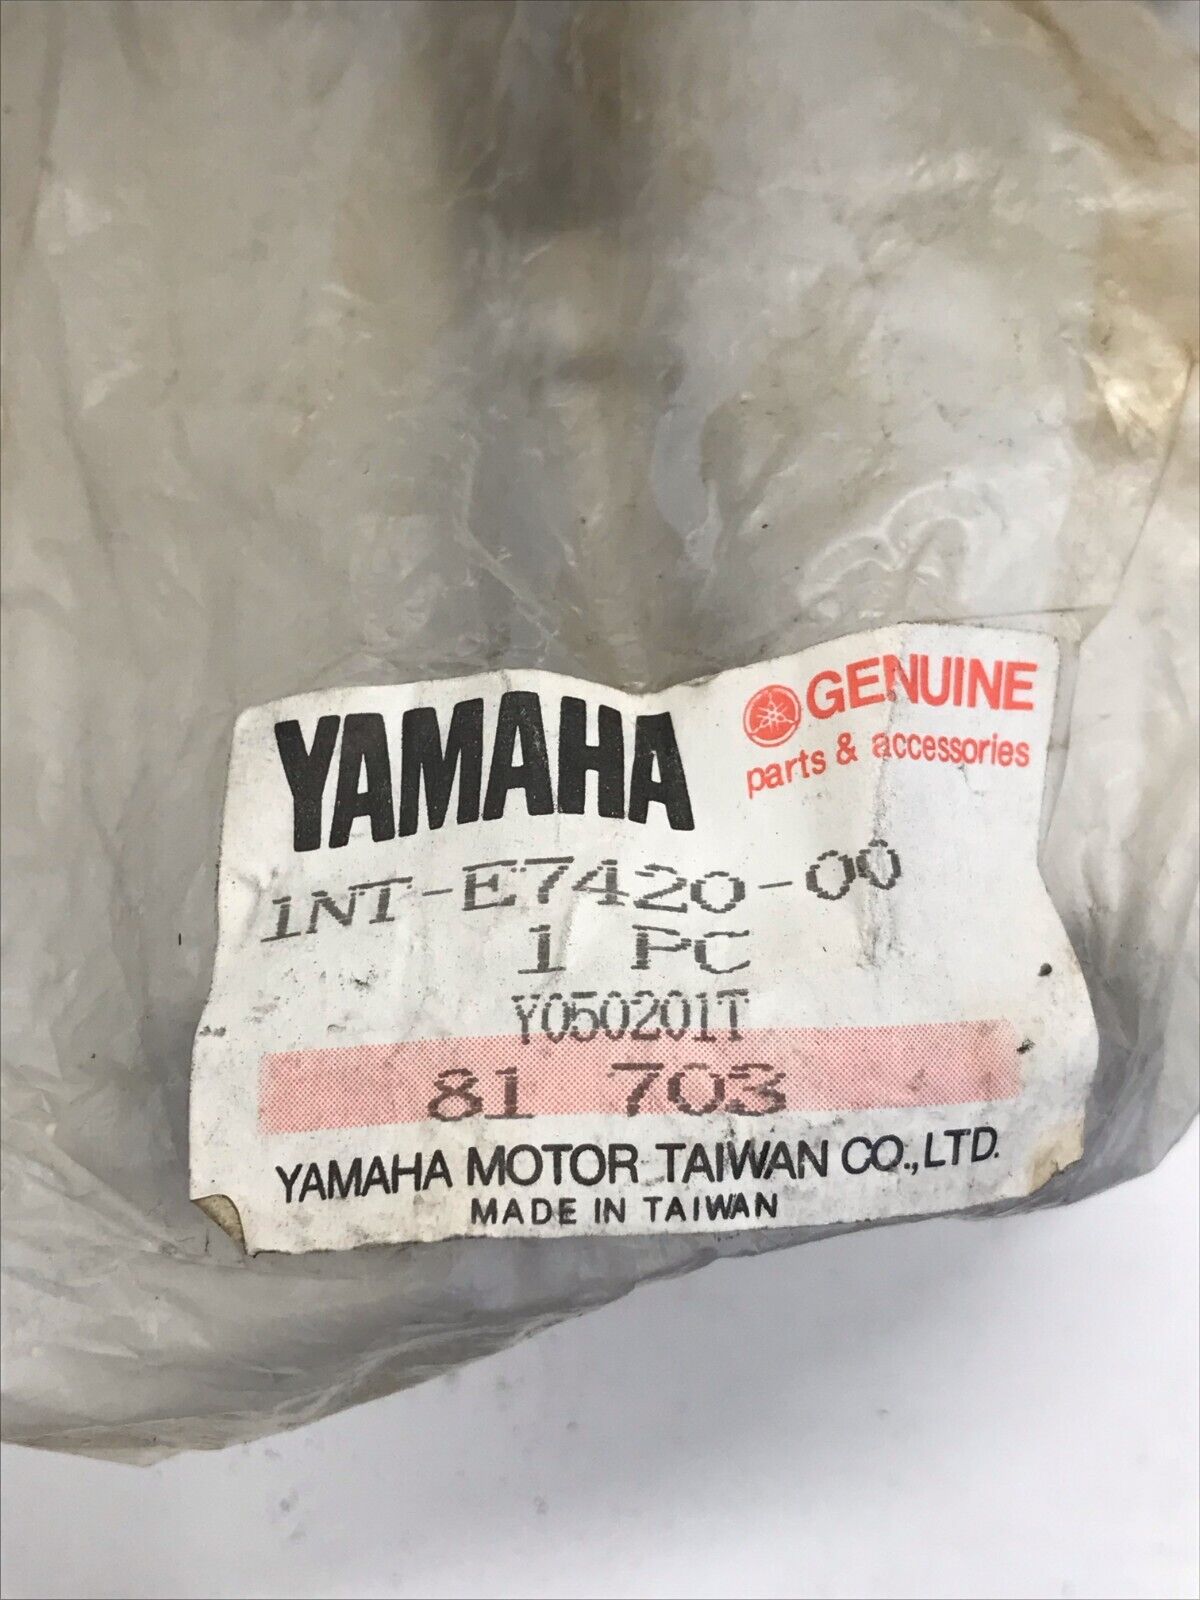 YAMAHA
GENUINE
parts & accessories
1NT-E7420-00
1 PC
Y050201T
81 703
YAMAHA MOTOR TAIWAN CO., LTD.
MADE IN TAIWAN